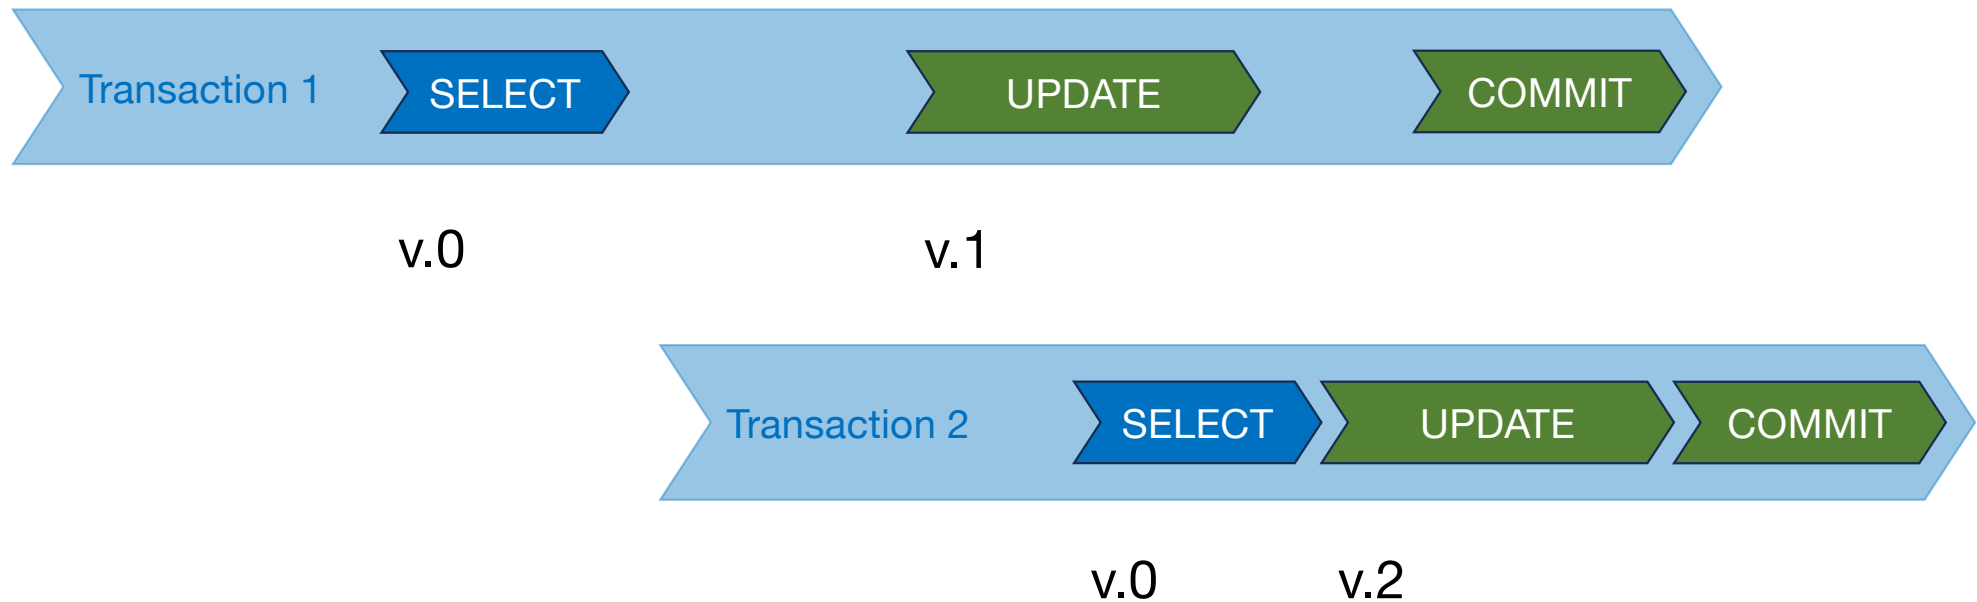 Transaction 1 SELECT UPDATE COMMIT
v.0 v.1
Transaction 2 SELECT UPDATE COMMIT
v.0 v.2